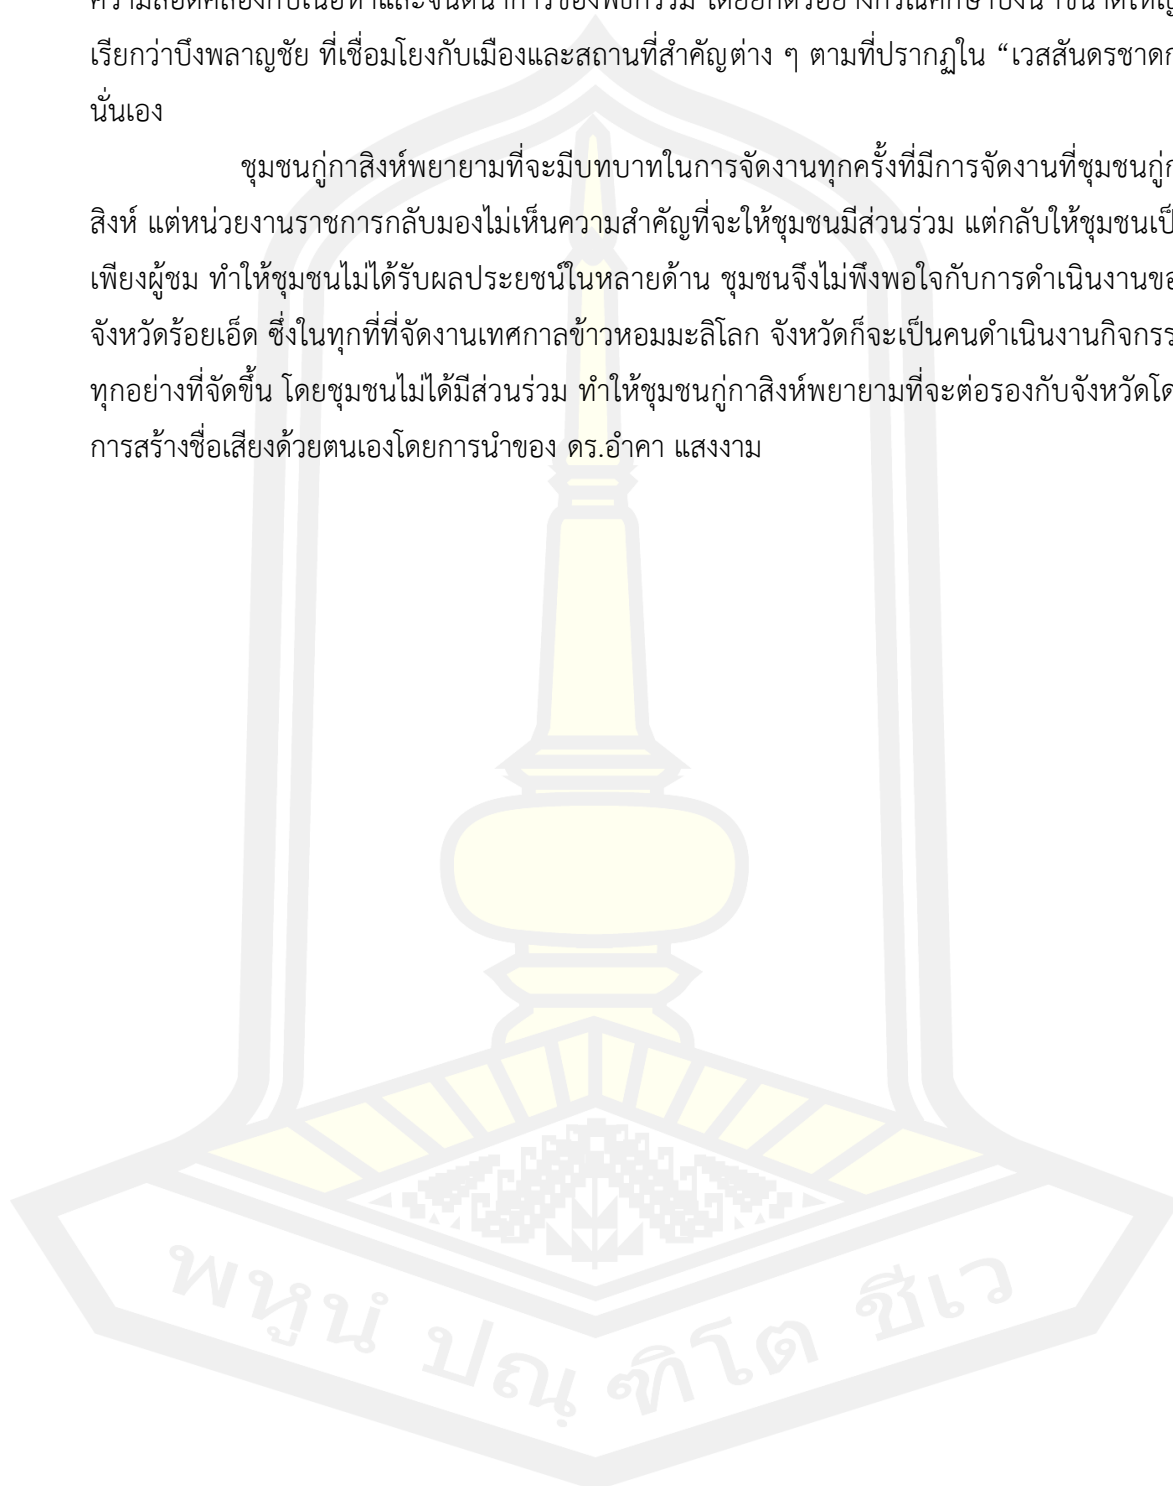 ความสอดคล้องกับเนื้อหาและจินตนาการของพิธีกรรม โดยยกตัวอย่างกรณีศึกษาบึงน้ำขนาดใหญ่
เรียกว่าบึงพลาญชัย ที่เชื่อมโยงกับเมืองและสถานที่สำคัญต่าง ๆ ตามที่ปรากฏใน “เวสสันดรชาดก
นั่นเอง
ชุมชนกู่กาสิงห์พยายามที่จะมีบทบาทในการจัดงานทุกครั้งที่มีการจัดงานที่ชุมชนกู่ก
สิงห์ แต่หน่วยงานราชการกลับมองไม่เห็นความสำคัญที่จะให้ชุมชนมีส่วนร่วม แต่กลับให้ชุมชนเป็
เพียงผู้ชม ทำให้ชุมชนไม่ได้รับผลประยชน์ในหลายด้าน ชุมชนจึงไม่พึงพอใจกับการดำเนินงานขอ
จังหวัดร้อยเอ็ด ซึ่งในทุกที่ที่จัดงานเทศกาลข้าวหอมมะลิโลก จังหวัดก็จะเป็นคนดำเนินงานกิจกรร
ทุกอย่างที่จัดขึ้น โดยชุมชนไม่ได้มีส่วนร่วม ทำให้ชุมชนกู่กาสิงห์พยายามที่จะต่อรองกับจังหวัดโด
การสร้างชื่อเสียงด้วยตนเองโดยการนำของ ดร.อำคา แสงงาม
พหูนํ ปณฺฑิโต ชีเว